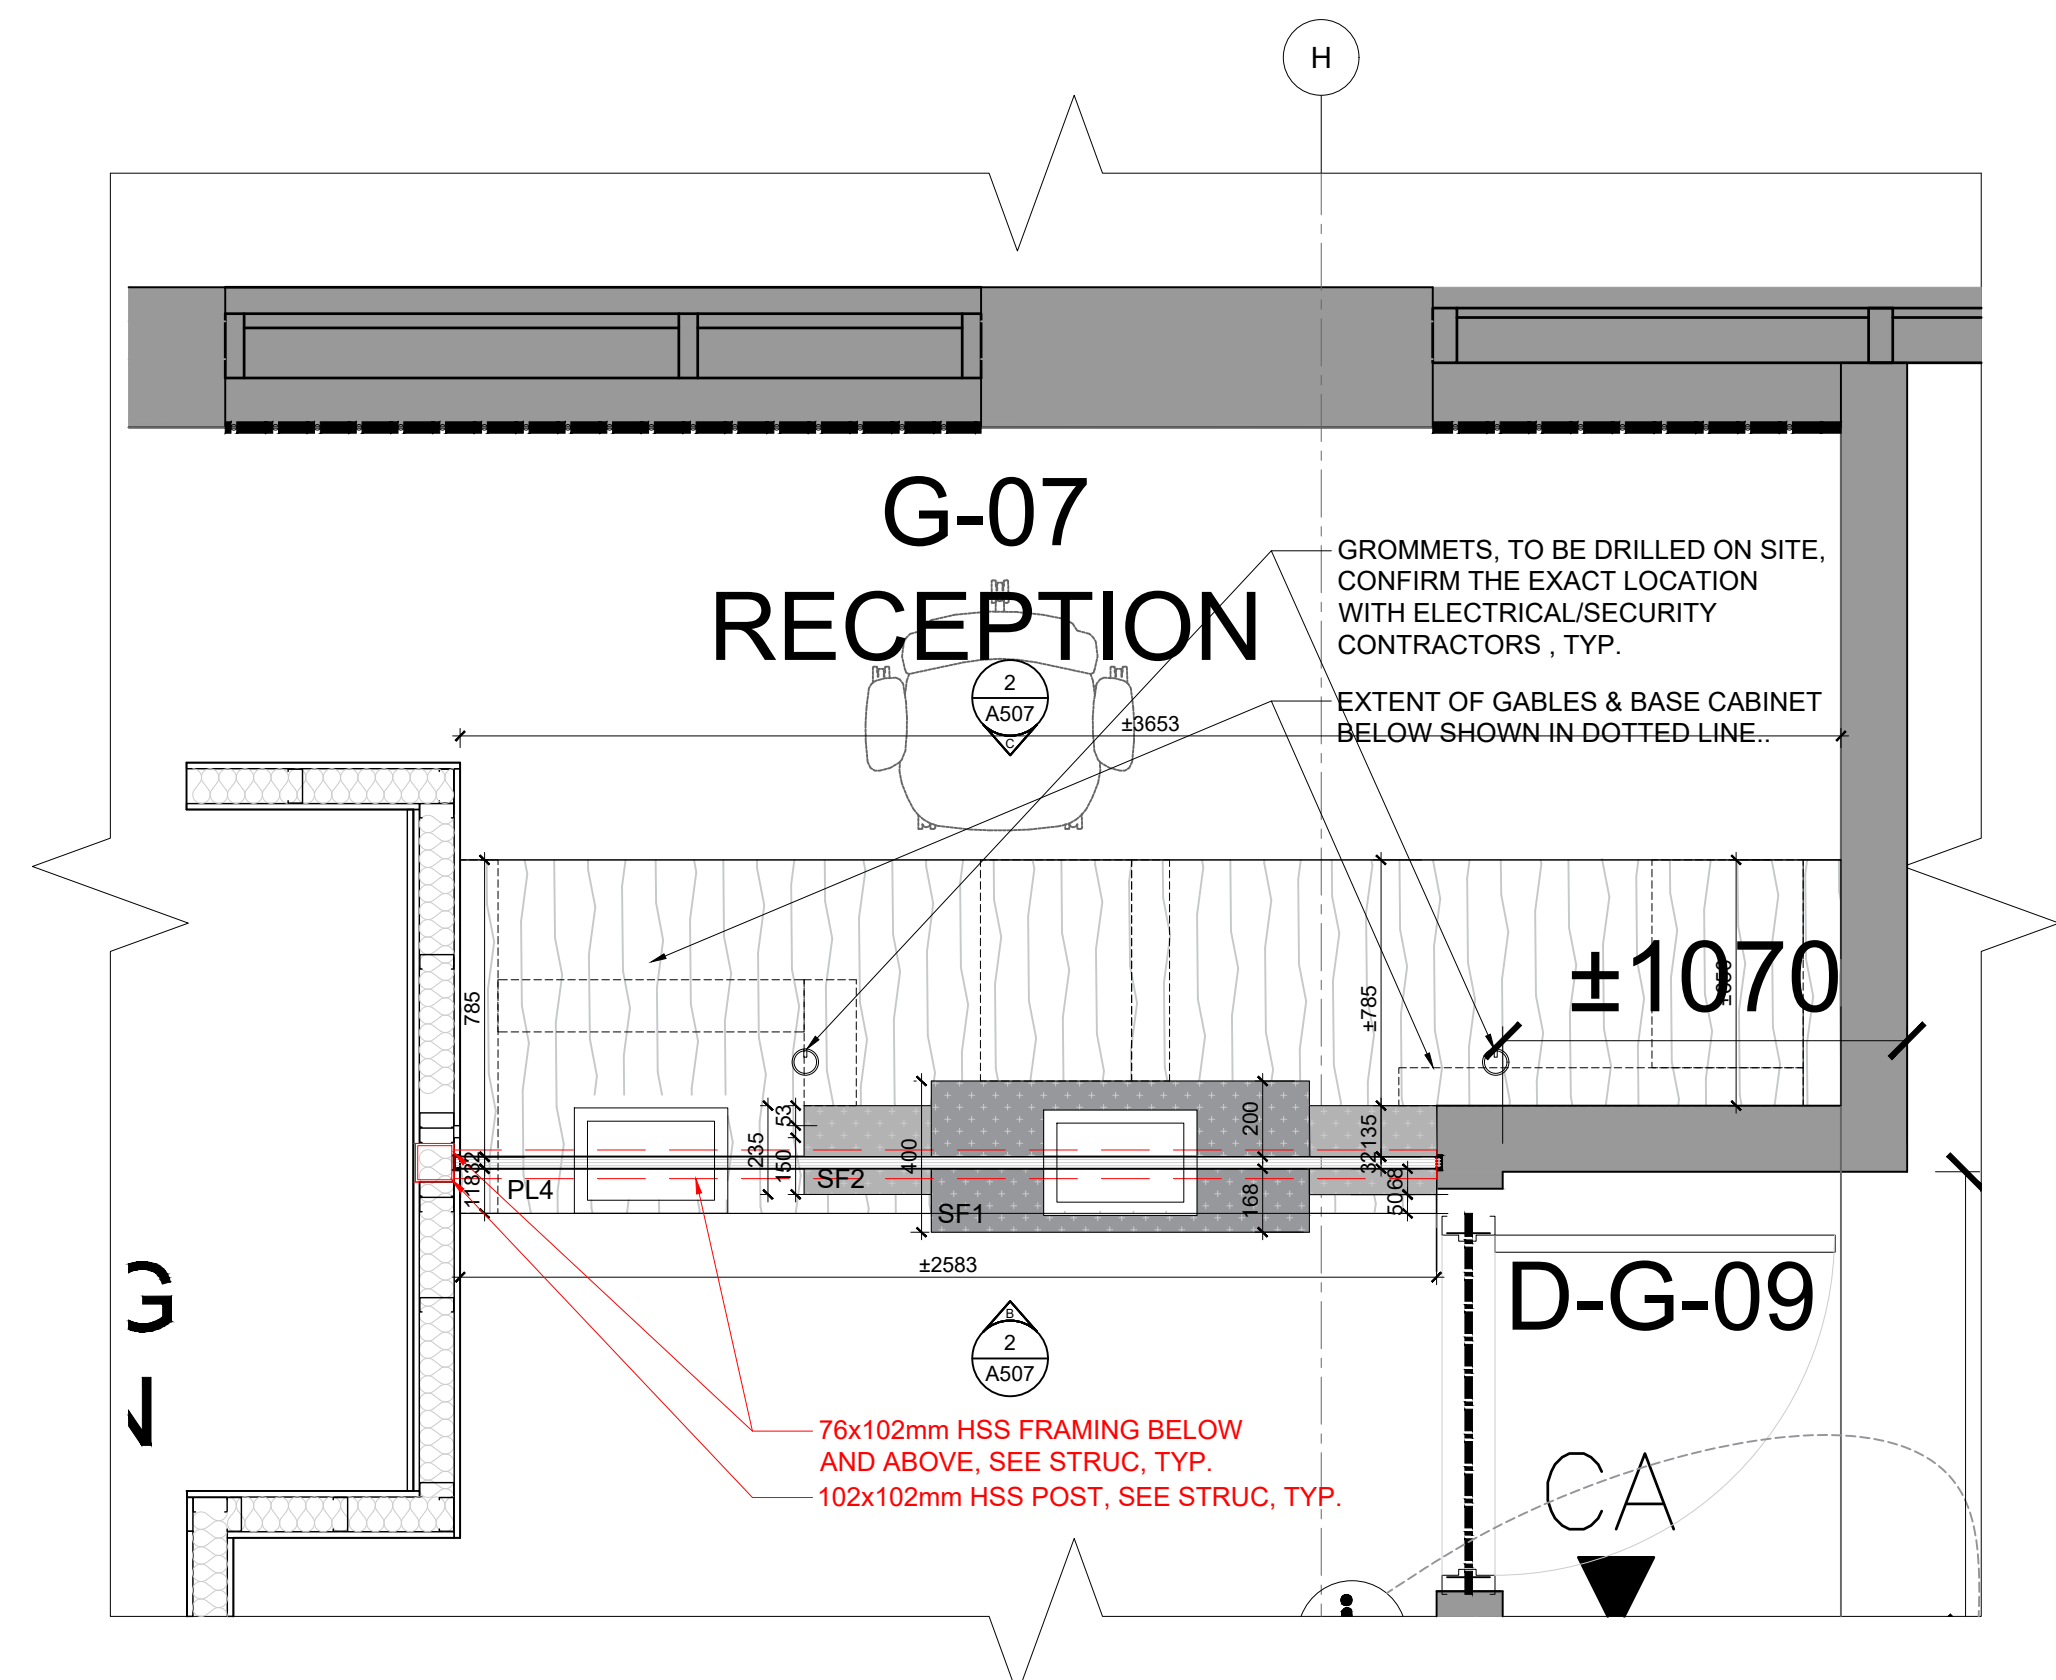 H
G-07
RECEPTION
GROMMETS, TO BE DRILLED ON SITE,
CONFIRM THE EXACT LOCATION
WITH ELECTRICAL/SECURITY
CONTRACTORS , TYP.
2
A507
C
±3653
EXTENT OF GABLES & BASE CABINET
BELOW SHOWN IN DOTTED LINE..
785
±785
±1070
53
235
150
400
200
168
135
32
68
50
118
32
PL4
SF2
SF1
±2583
B
2
A507
D-G-09
76x102mm HSS FRAMING BELOW
AND ABOVE, SEE STRUC, TYP.
102x102mm HSS POST, SEE STRUC, TYP.
CA
i